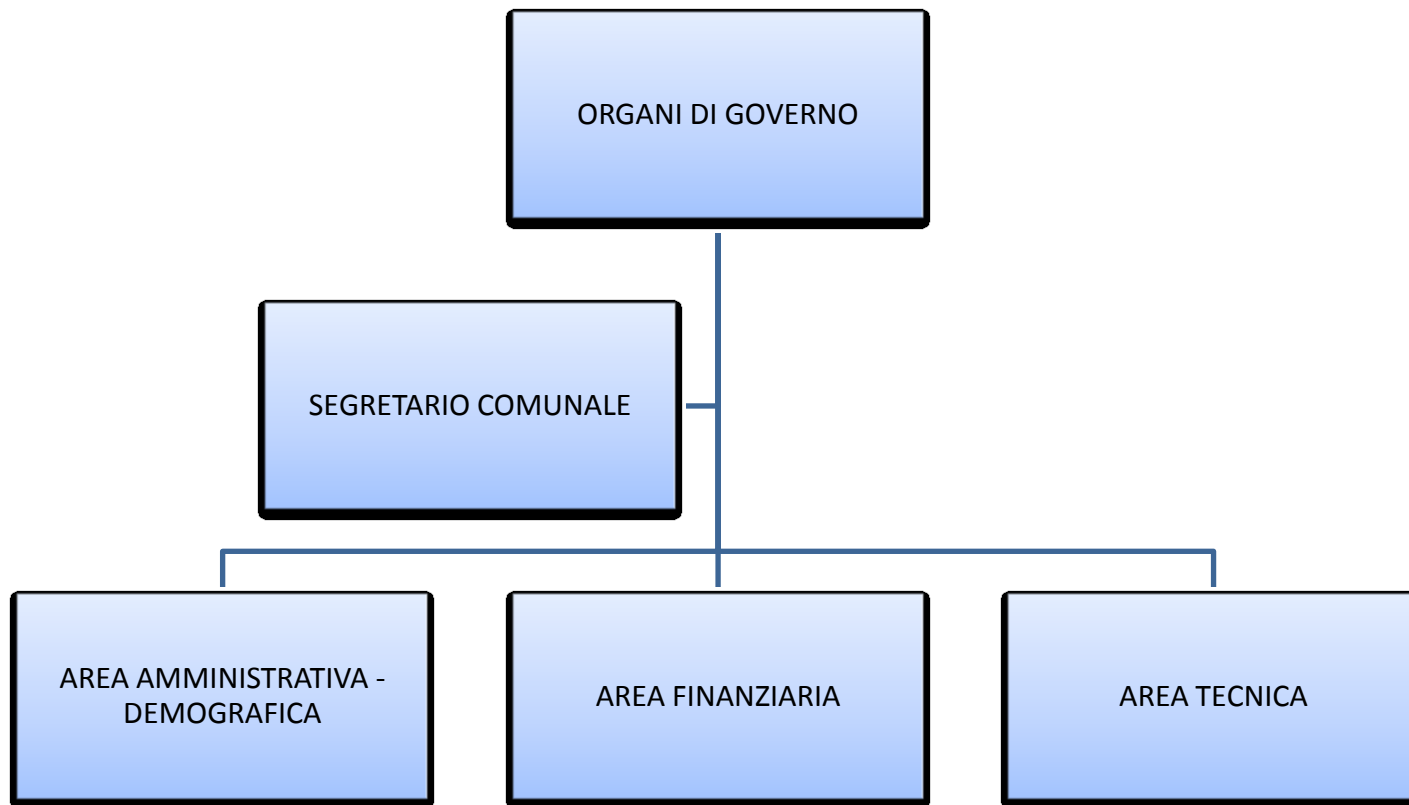 ORGANI DI GOVERNO
SEGRETARIO COMUNALE
AREA AMMINISTRATIVA -
DEMOGRAFICA
AREA FINANZIARIA
AREA TECNICA